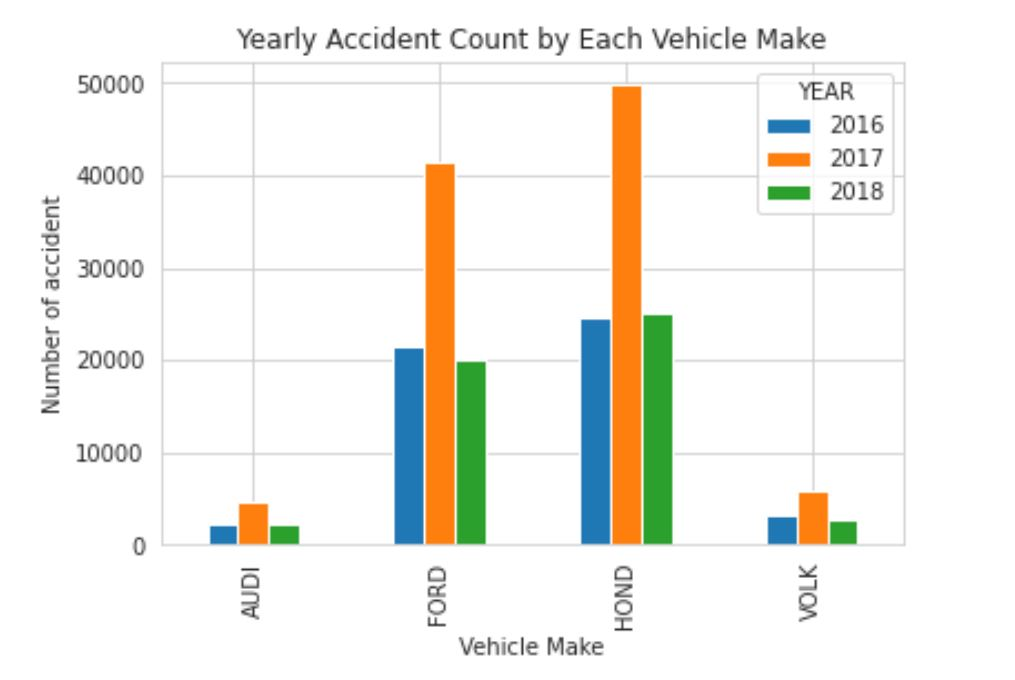 Yearly Accident Count by Each Vehicle Make
YEAR
2016
2017
2018
Number of accident
50000
40000
30000
20000
10000
0
AUDI
FORD
HOND
VOLK
Vehicle Make